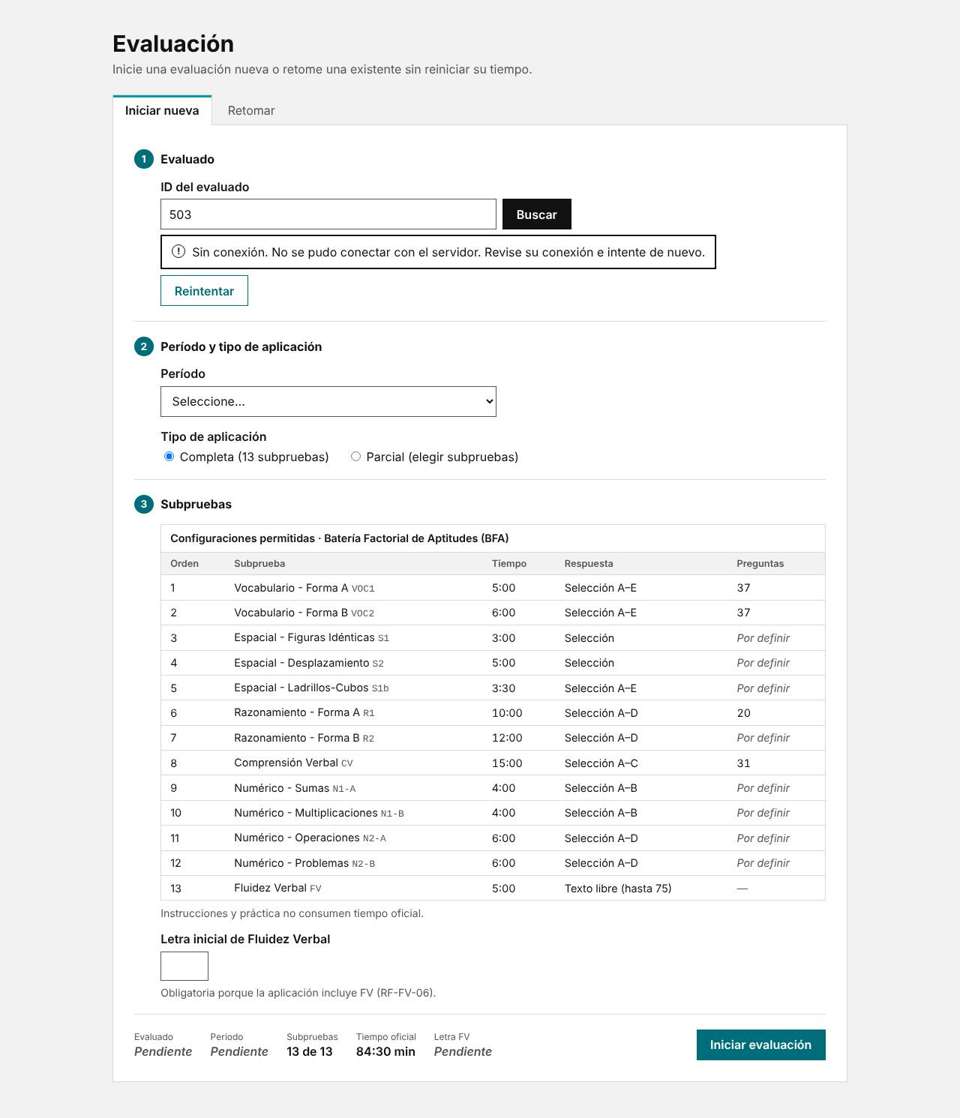 Evaluación
Inicie una evaluación nueva o retome una existente sin reiniciar su tiempo.
Iniciar nueva Retomar
1 Evaluado
ID del evaluado
503 Buscar
Sin conexión. No se pudo conectar con el servidor. Revise su conexión e intente de nuevo.
Reintentar
2 Período y tipo de aplicación
Período
Seleccione...
Tipo de aplicación
Completa (13 subpruebas) Parcial (elegir subpruebas)
3 Subpruebas
Configuraciones permitidas · Batería Factorial de Aptitudes (BFA)
Orden Subprueba Tiempo Respuesta Preguntas
1 Vocabulario - Forma A VOC1 5:00 Selección A–E 37
2 Vocabulario - Forma B VOC2 6:00 Selección A–E 37
3 Espacial - Figuras Idénticas S1 3:00 Selección Por definir
4 Espacial - Desplazamiento S2 5:00 Selección Por definir
5 Espacial - Ladrillos-Cubos S1b 3:30 Selección A–E Por definir
6 Razonamiento - Forma A R1 10:00 Selección A–D 20
7 Razonamiento - Forma B R2 12:00 Selección A–D Por definir
8 Comprensión Verbal CV 15:00 Selección A–C 31
9 Numérico - Sumas N1-A 4:00 Selección A–B Por definir
10 Numérico - Multiplicaciones N1-B 4:00 Selección A–B Por definir
11 Numérico - Operaciones N2-A 6:00 Selección A–D Por definir
12 Numérico - Problemas N2-B 6:00 Selección A–D Por definir
13 Fluidez Verbal FV 5:00 Texto libre (hasta 75) —
Instrucciones y práctica no consumen tiempo oficial.
Letra inicial de Fluidez Verbal
Obligatoria porque la aplicación incluye FV (RF-FV-06).
Evaluado Período Subpruebas Tiempo oficial Letra FV
Pendiente Pendiente 13 de 13 84:30 min Pendiente
Iniciar evaluación